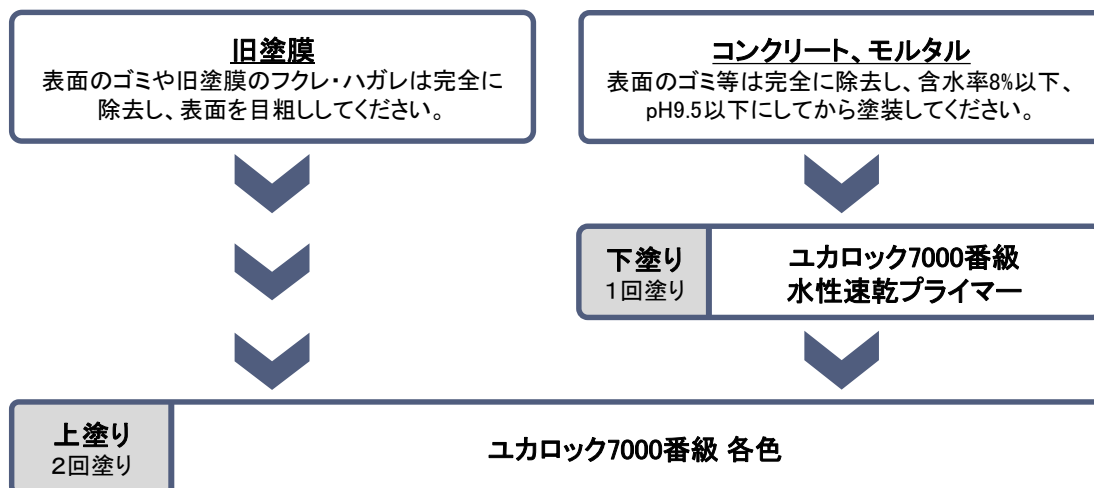 旧塗膜
表面のゴミや旧塗膜のフクレ・ハガレは完全に
除去し、表面を目粗ししてください。
コンクリート、モルタル
表面のゴミ等は完全に除去し、含水率8%以下、
pH9.5以下にしてから塗装してください。
下塗り
1回塗り
ユカロック7000番級
水性速乾プライマー
上塗り
2回塗り
ユカロック7000番級 各色